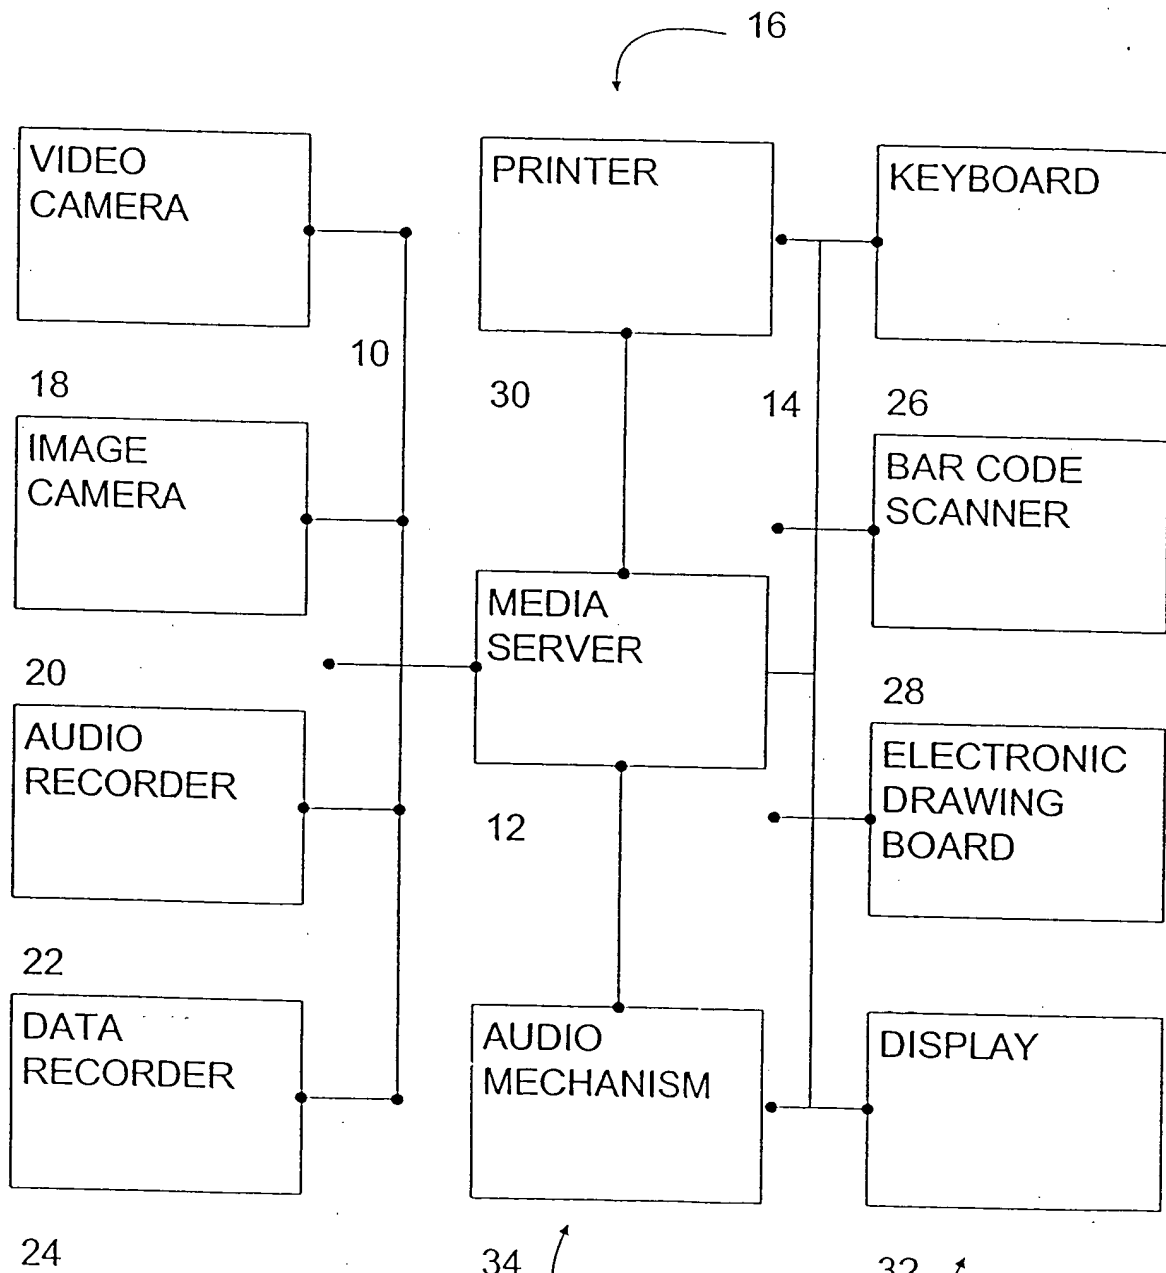 16
VIDEO
CAMERA
PRINTER
KEYBOARD
10
18
30
14
26
IMAGE
CAMERA
BAR CODE
SCANNER
MEDIA
SERVER
20
28
AUDIO
RECORDER
ELECTRONIC
DRAWING
BOARD
12
22
DATA
RECORDER
AUDIO
MECHANISM
DISPLAY
24
34
32